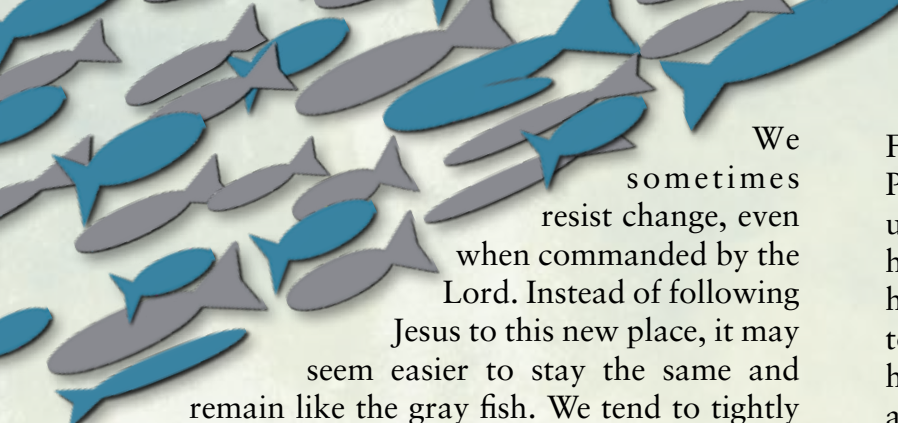 We
sometimes
resist change, even
when commanded by the
Lord. Instead of following
Jesus to this new place, it may
seem easier to stay the same and
remain like the gray fish. We tend to tightly